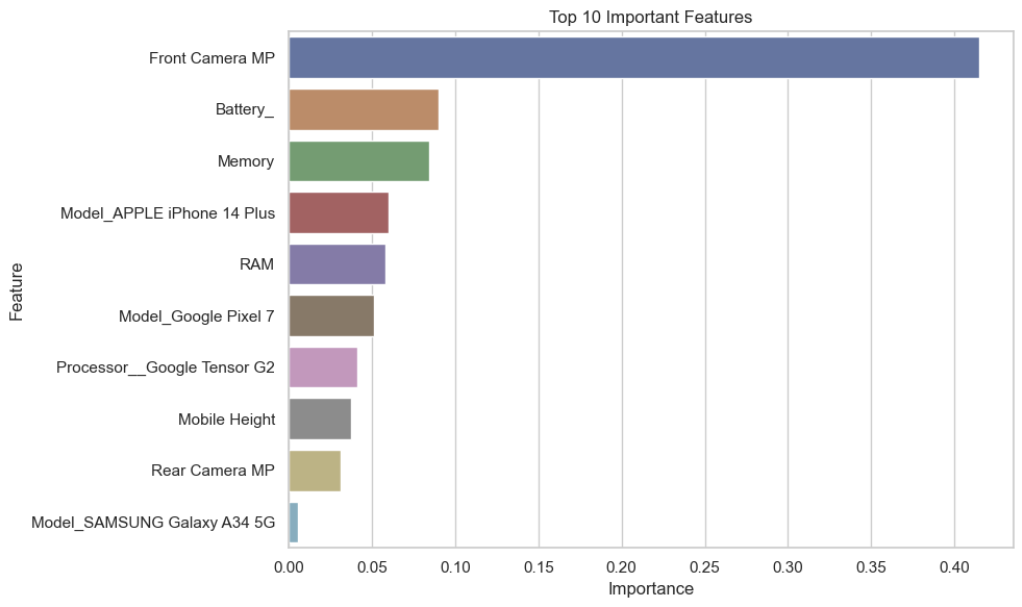 Top 10 Important Features
Front Camera MP
Battery_
Memory
Model_APPLE iPhone 14 Plus
RAM
Model_Google Pixel 7
Processor__Google Tensor G2
Mobile Height
Rear Camera MP
Model_SAMSUNG Galaxy A34 5G
Feature
0.00 0.05 0.10 0.15 0.20 0.25 0.30 0.35 0.40
Importance